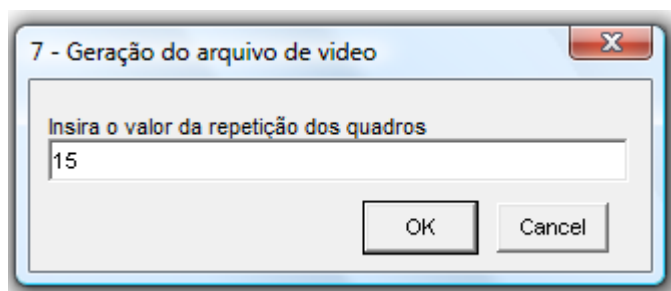 7 - Geração do arquivo de video
Insira o valor da repetição dos quadros
15
OK Cancel